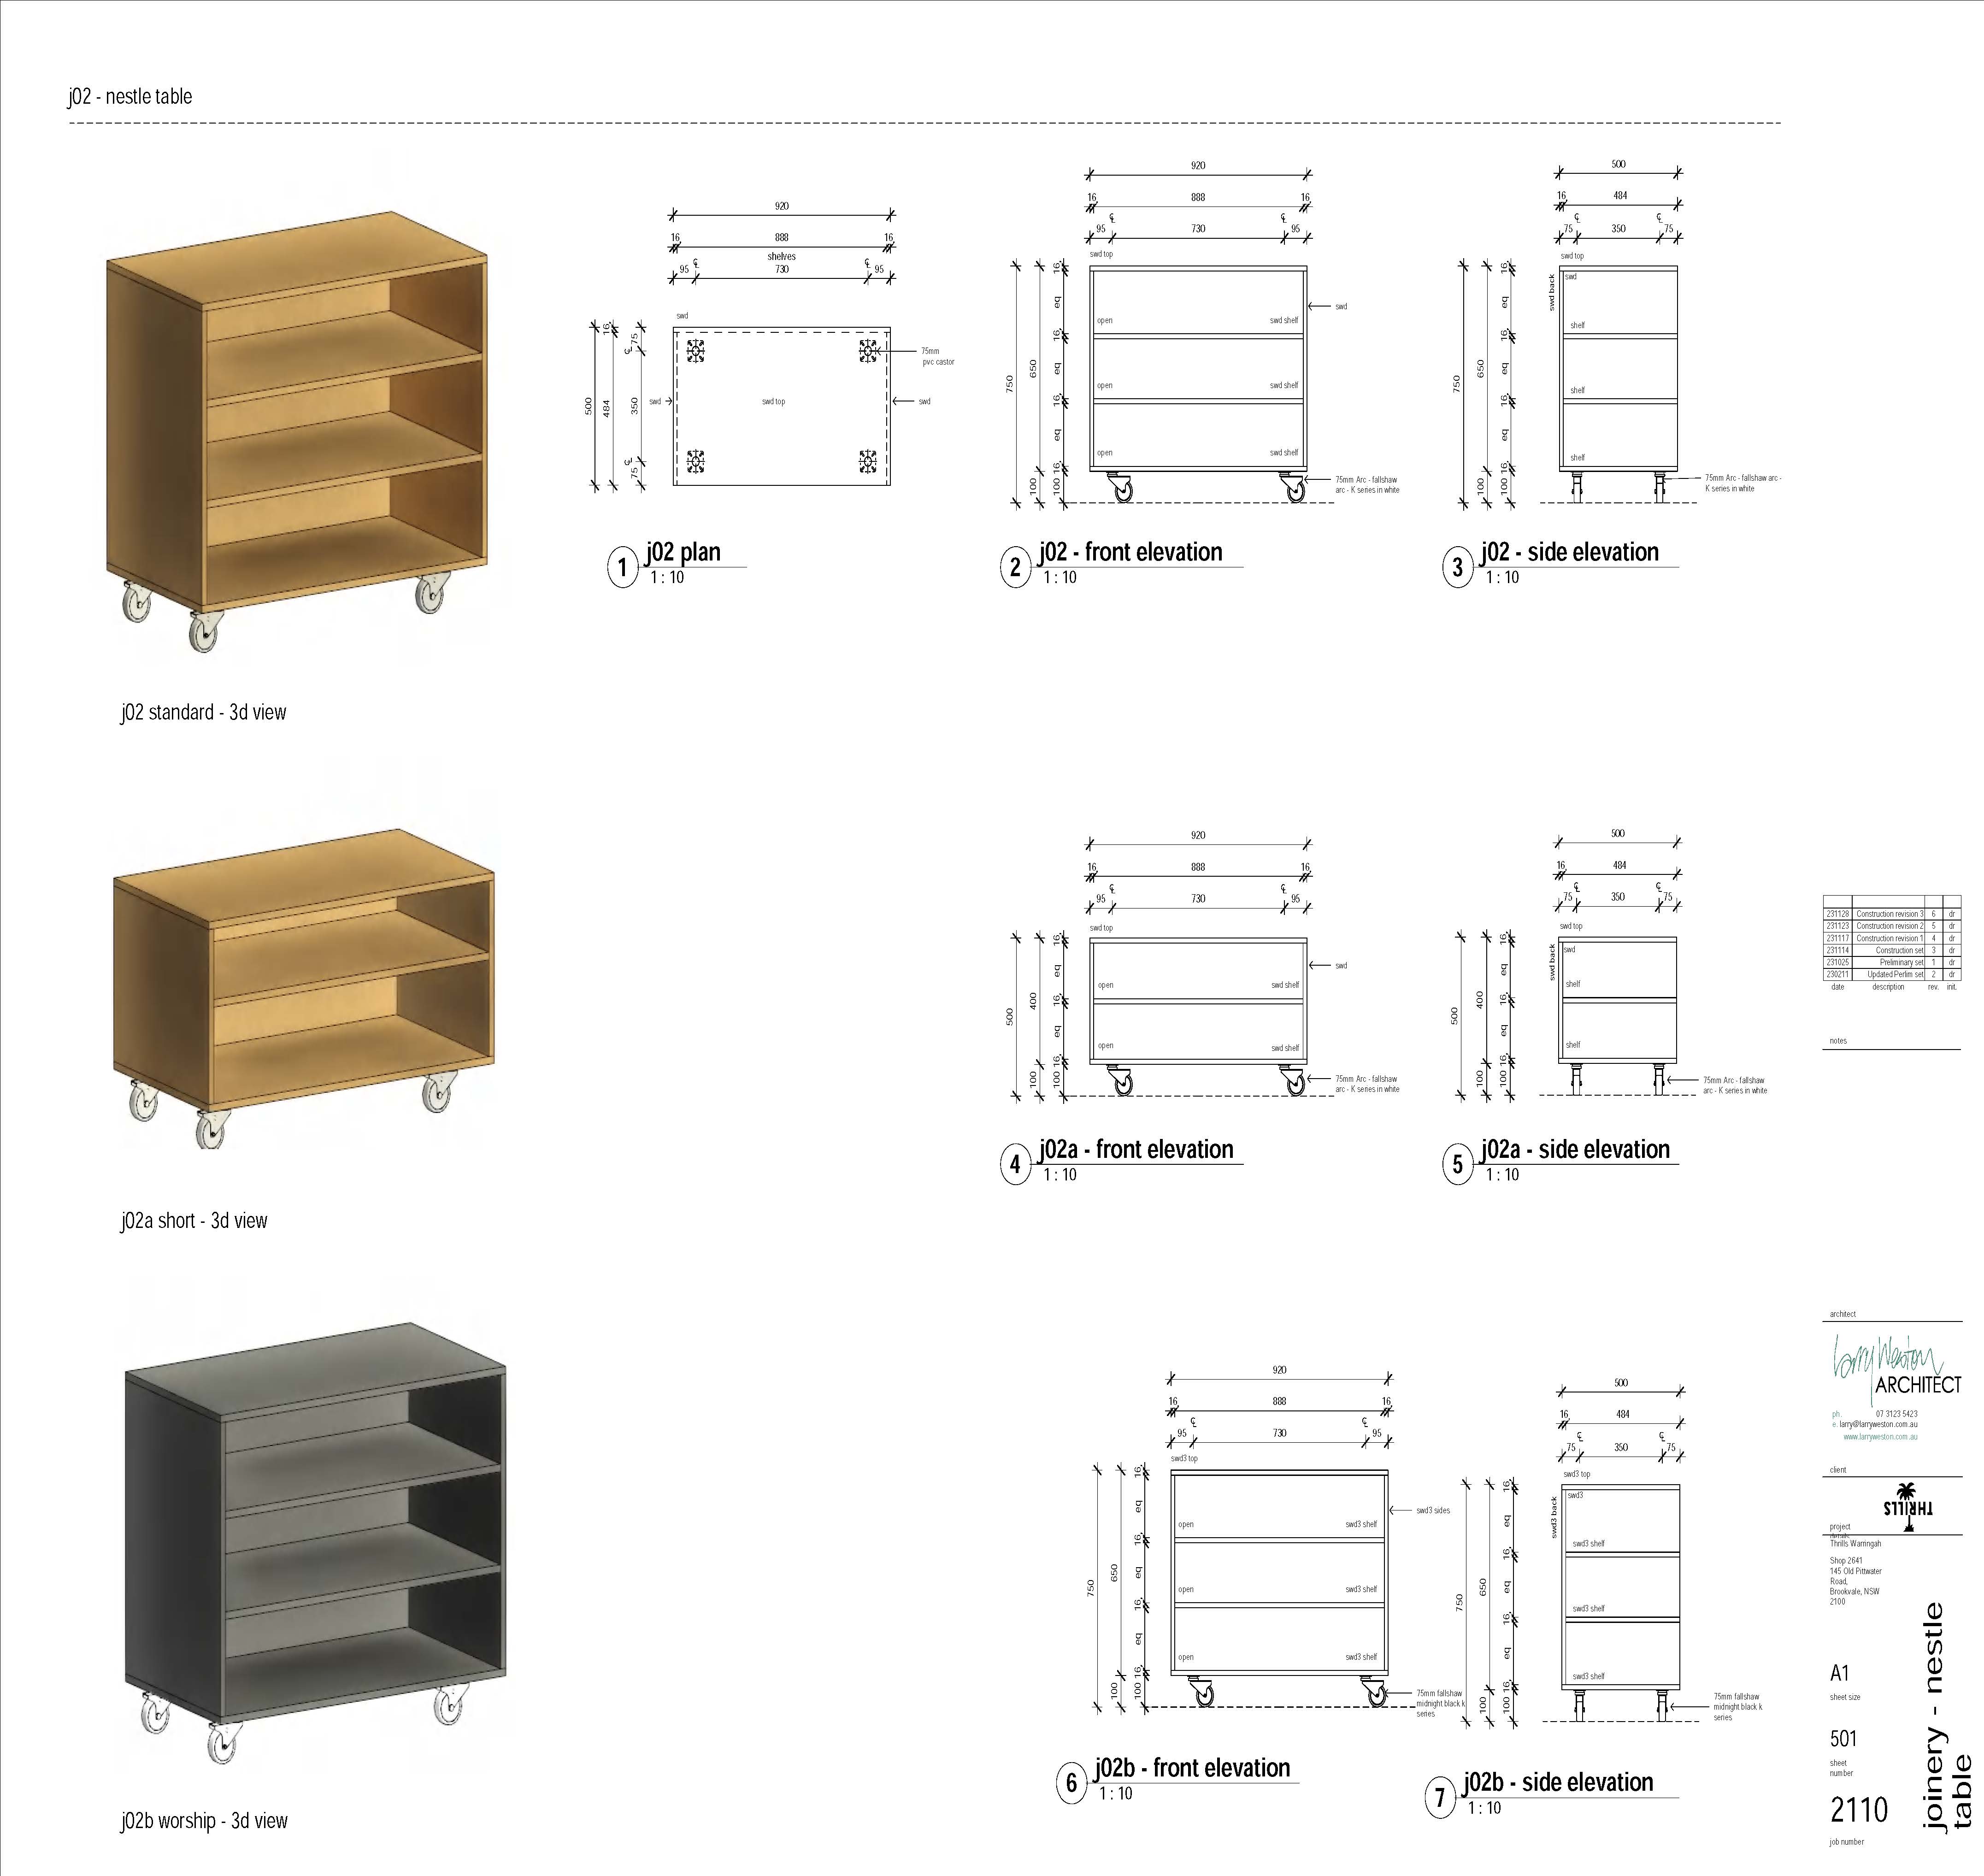 j02 - nestle table
920
16
888
16
shelves
95
730
95
swd
16
75
500
484
350
75
swd
swd top
swd
75mm
pvc castor
1
j02 plan
1 : 10
920
16
888
16
95
730
95
swd top
16
eq
16
eq
16
eq
16
750
650
100
100
open
swd shelf
open
swd shelf
open
swd shelf
swd
75mm Arc - fallshaw
arc - K series in white
2
j02 - front elevation
1 : 10
500
16
484
75
350
75
swd top
swd back
swd
16
eq
16
eq
16
eq
16
750
650
100
100
shelf
shelf
shelf
75mm Arc - fallshaw arc -
K series in white
3
j02 - side elevation
1 : 10
j02 standard - 3d view
920
16
888
16
95
730
95
swd top
16
eq
16
eq
16
500
400
100
100
open
swd shelf
open
swd shelf
swd
75mm Arc - fallshaw
arc - K series in white
4
j02a - front elevation
1 : 10
500
16
484
75
350
75
swd top
swd back
swd
16
eq
16
eq
16
500
400
100
100
shelf
shelf
75mm Arc - fallshaw
arc - K series in white
5
j02a - side elevation
1 : 10
j02a short - 3d view
920
16
888
16
95
730
95
swd3 top
16
eq
16
eq
16
eq
16
750
650
100
100
open
swd3 shelf
open
swd3 shelf
open
swd3 shelf
swd3 sides
75mm fallshaw
midnight black k
series
6
j02b - front elevation
1 : 10
500
16
484
75
350
75
swd3 top
swd3 back
swd3
16
eq
16
eq
16
eq
16
750
650
100
100
swd3 shelf
swd3 shelf
swd3 shelf
75mm fallshaw
midnight black k
series
7
j02b - side elevation
1 : 10
j02b worship - 3d view
231128 Construction revision 3 6 dr
231123 Construction revision 2 5 dr
231117 Construction revision 1 4 dr
231114 Construction set 3 dr
231025 Preliminary set 1 dr
230211 Updated Perlim set 2 dr
date description rev. init.
notes
architect
Larry Weston
ARCHITECT
ph. 07 3123 5423
e. larry@larryweston.com.au
www.larryweston.com.au
client
THRILLS
project
details
Thrills Warringah
Shop 2641
145 Old Pittwater
Road,
Brookvale, NSW
2100
A1
sheet size
501
sheet
number
2110
job number
joinery - nestle
table